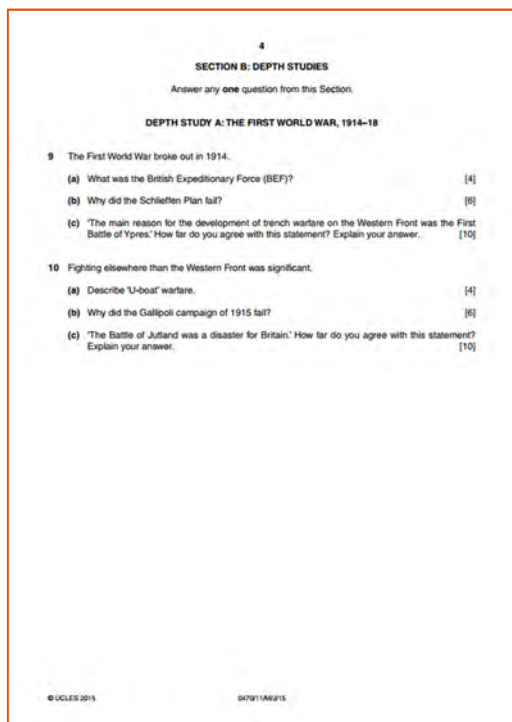 4
SECTION B: DEPTH STUDIES
Answer any one question from this Section.
DEPTH STUDY A: THE FIRST WORLD WAR, 1914–18
9 The First World War broke out in 1914.
(a) What was the British Expeditionary Force (BEF)? [4]
(b) Why did the Schlieffen Plan fail? [6]
(c) ‘The main reason for the development of trench warfare on the Western Front was the First
Battle of Ypres.’ How far do you agree with this statement? Explain your answer. [10]
10 Fighting elsewhere than the Western Front was significant.
(a) Describe ‘U-boat’ warfare. [4]
(b) Why did the Gallipoli campaign of 1915 fail? [6]
(c) ‘The Battle of Jutland was a disaster for Britain.’ How far do you agree with this statement?
Explain your answer. [10]
© UCLES 2015 0470/11/M/J/15